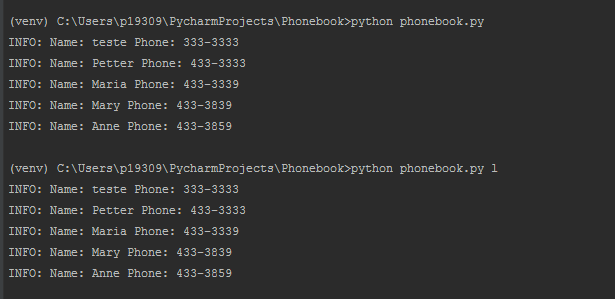 (venv) C:\Users\p19309\PycharmProjects\Phonebook>python phonebook.py
INFO: Name: teste Phone: 333-3333
INFO: Name: Petter Phone: 433-3333
INFO: Name: Maria Phone: 433-3339
INFO: Name: Mary Phone: 433-3839
INFO: Name: Anne Phone: 433-3859
(venv) C:\Users\p19309\PycharmProjects\Phonebook>python phonebook.py l
INFO: Name: teste Phone: 333-3333
INFO: Name: Petter Phone: 433-3333
INFO: Name: Maria Phone: 433-3339
INFO: Name: Mary Phone: 433-3839
INFO: Name: Anne Phone: 433-3859